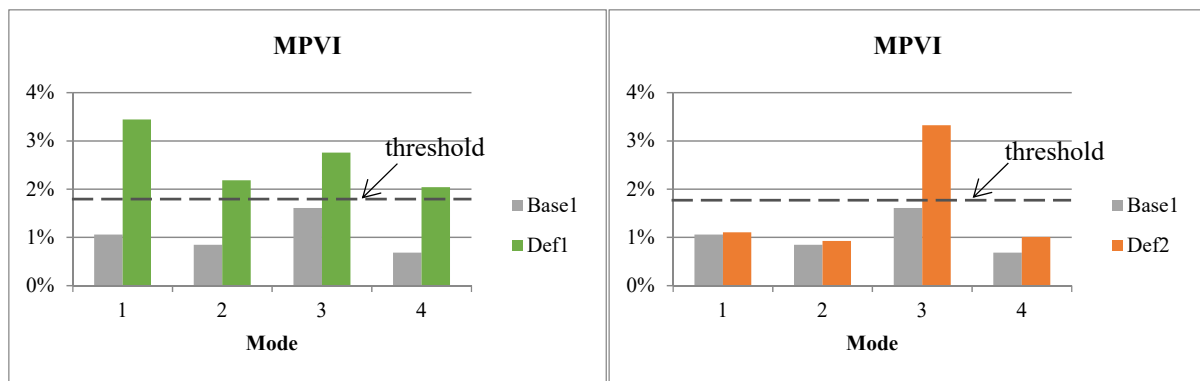 MPVI
4%
3%
2%
1%
0%
threshold
1 2 3 4
Mode
Base1
Def1
MPVI
4%
3%
2%
1%
0%
threshold
1 2 3 4
Mode
Base1
Def2